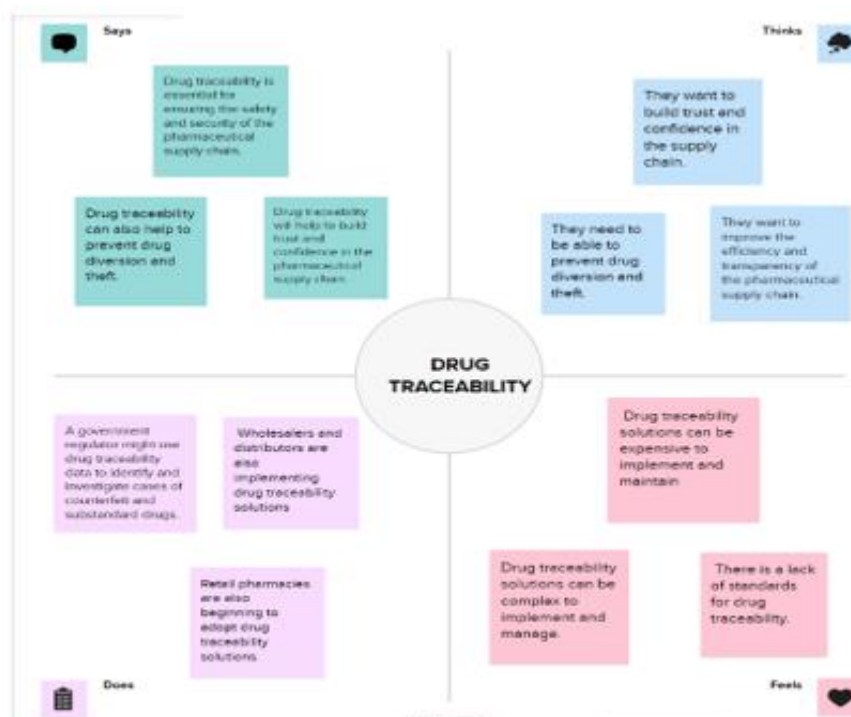 Says
Drug traceability is
essential for
ensuring the safety
and security of the
pharmaceutical
supply chain.
Drug traceability
can also help to
prevent drug
diversion and
theft.
Drug traceability
will help to build
trust and
confidence in the
pharmaceutical
supply chain.
Thinks
They want to
build trust and
confidence in
the supply
chain.
They need to
be able to
prevent drug
diversion and
theft.
They want to
improve the
efficiency and
transparency of
the pharmaceutical
supply chain.
DRUG
TRACEABILITY
A government
regulator might use
drug traceability
data to identify and
investigate cases of
counterfeit and
substandard drugs.
Wholesalers and
distributors are
also
implementing
drug traceability
solutions
Retail pharmacies
are also
beginning to
adopt drug
traceability
solutions.
Does
Drug traceability
solutions can be
expensive to
implement and
maintain
Drug traceability
solutions can be
complex to
implement and
manage.
There is a lack
of standards
for drug
traceability.
Feels